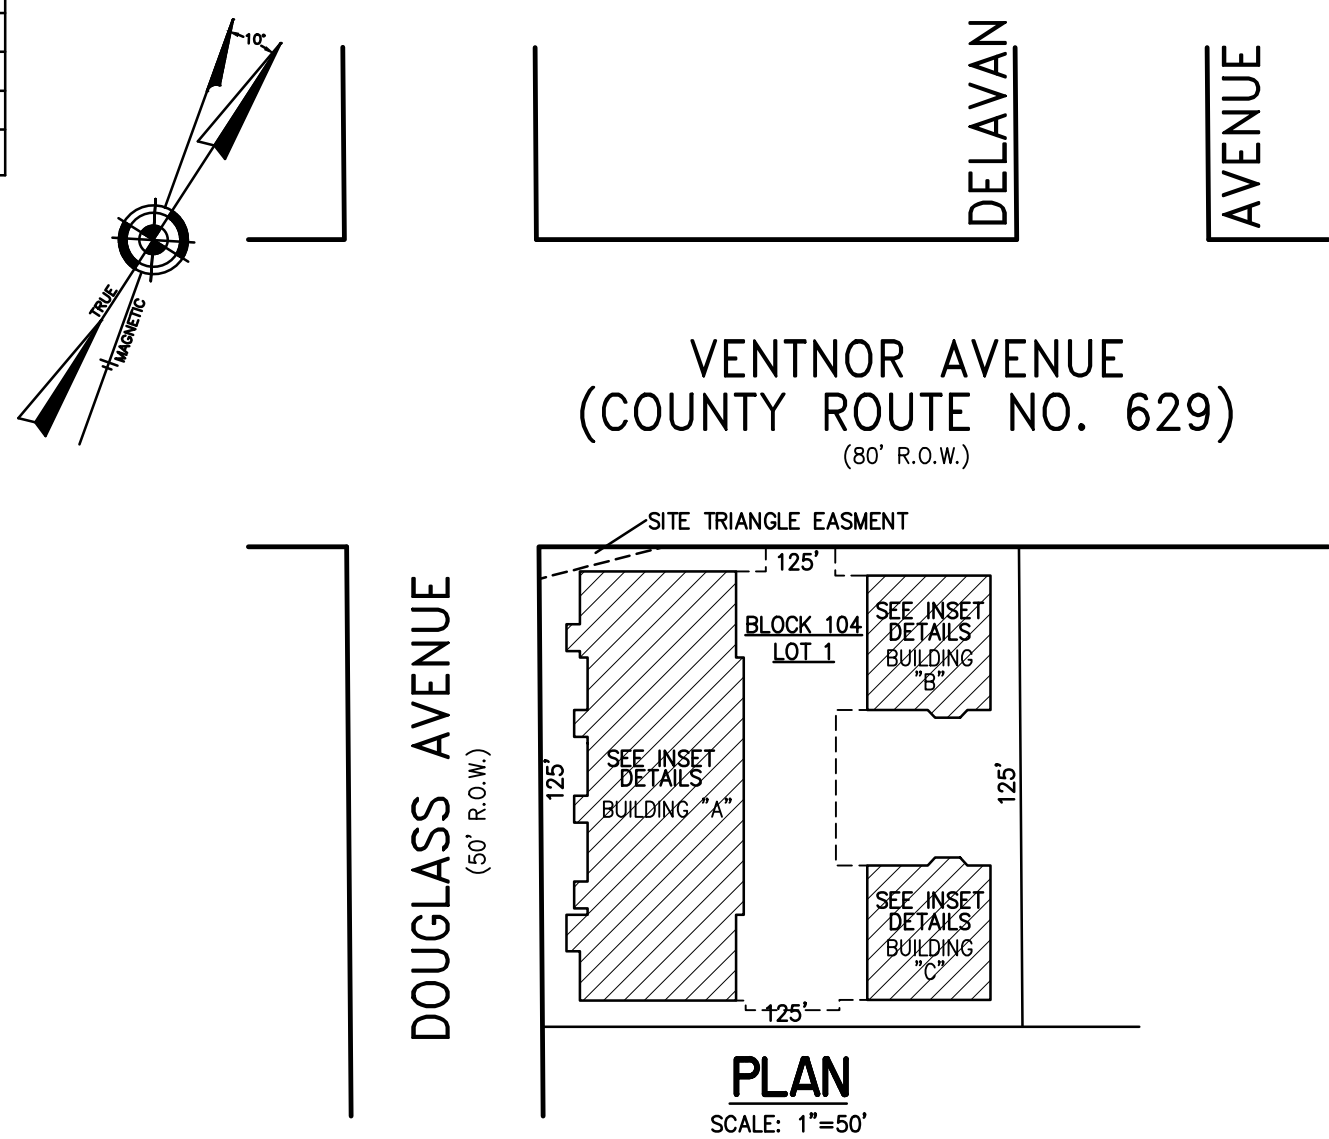 10°
TRUE
MAGNETIC
DELAVAN
AVENUE
VENTNOR AVENUE
(COUNTY ROUTE NO. 629)
(80' R.O.W.)
SITE TRIANGLE EASMENT
125'
BLOCK 104
LOT 1
SEE INSET
DETAILS
BUILDING
"B"
DOUGLASS AVENUE
(50' R.O.W.)
125'
SEE INSET
DETAILS
BUILDING "A"
125'
SEE INSET
DETAILS
BUILDING
"C"
125'
PLAN
SCALE: 1"=50'